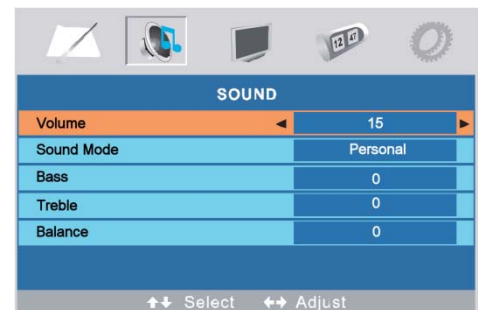 12 47
SOUND
Volume 15
Sound Mode Personal
Bass 0
Treble 0
Balance 0
Select Adjust